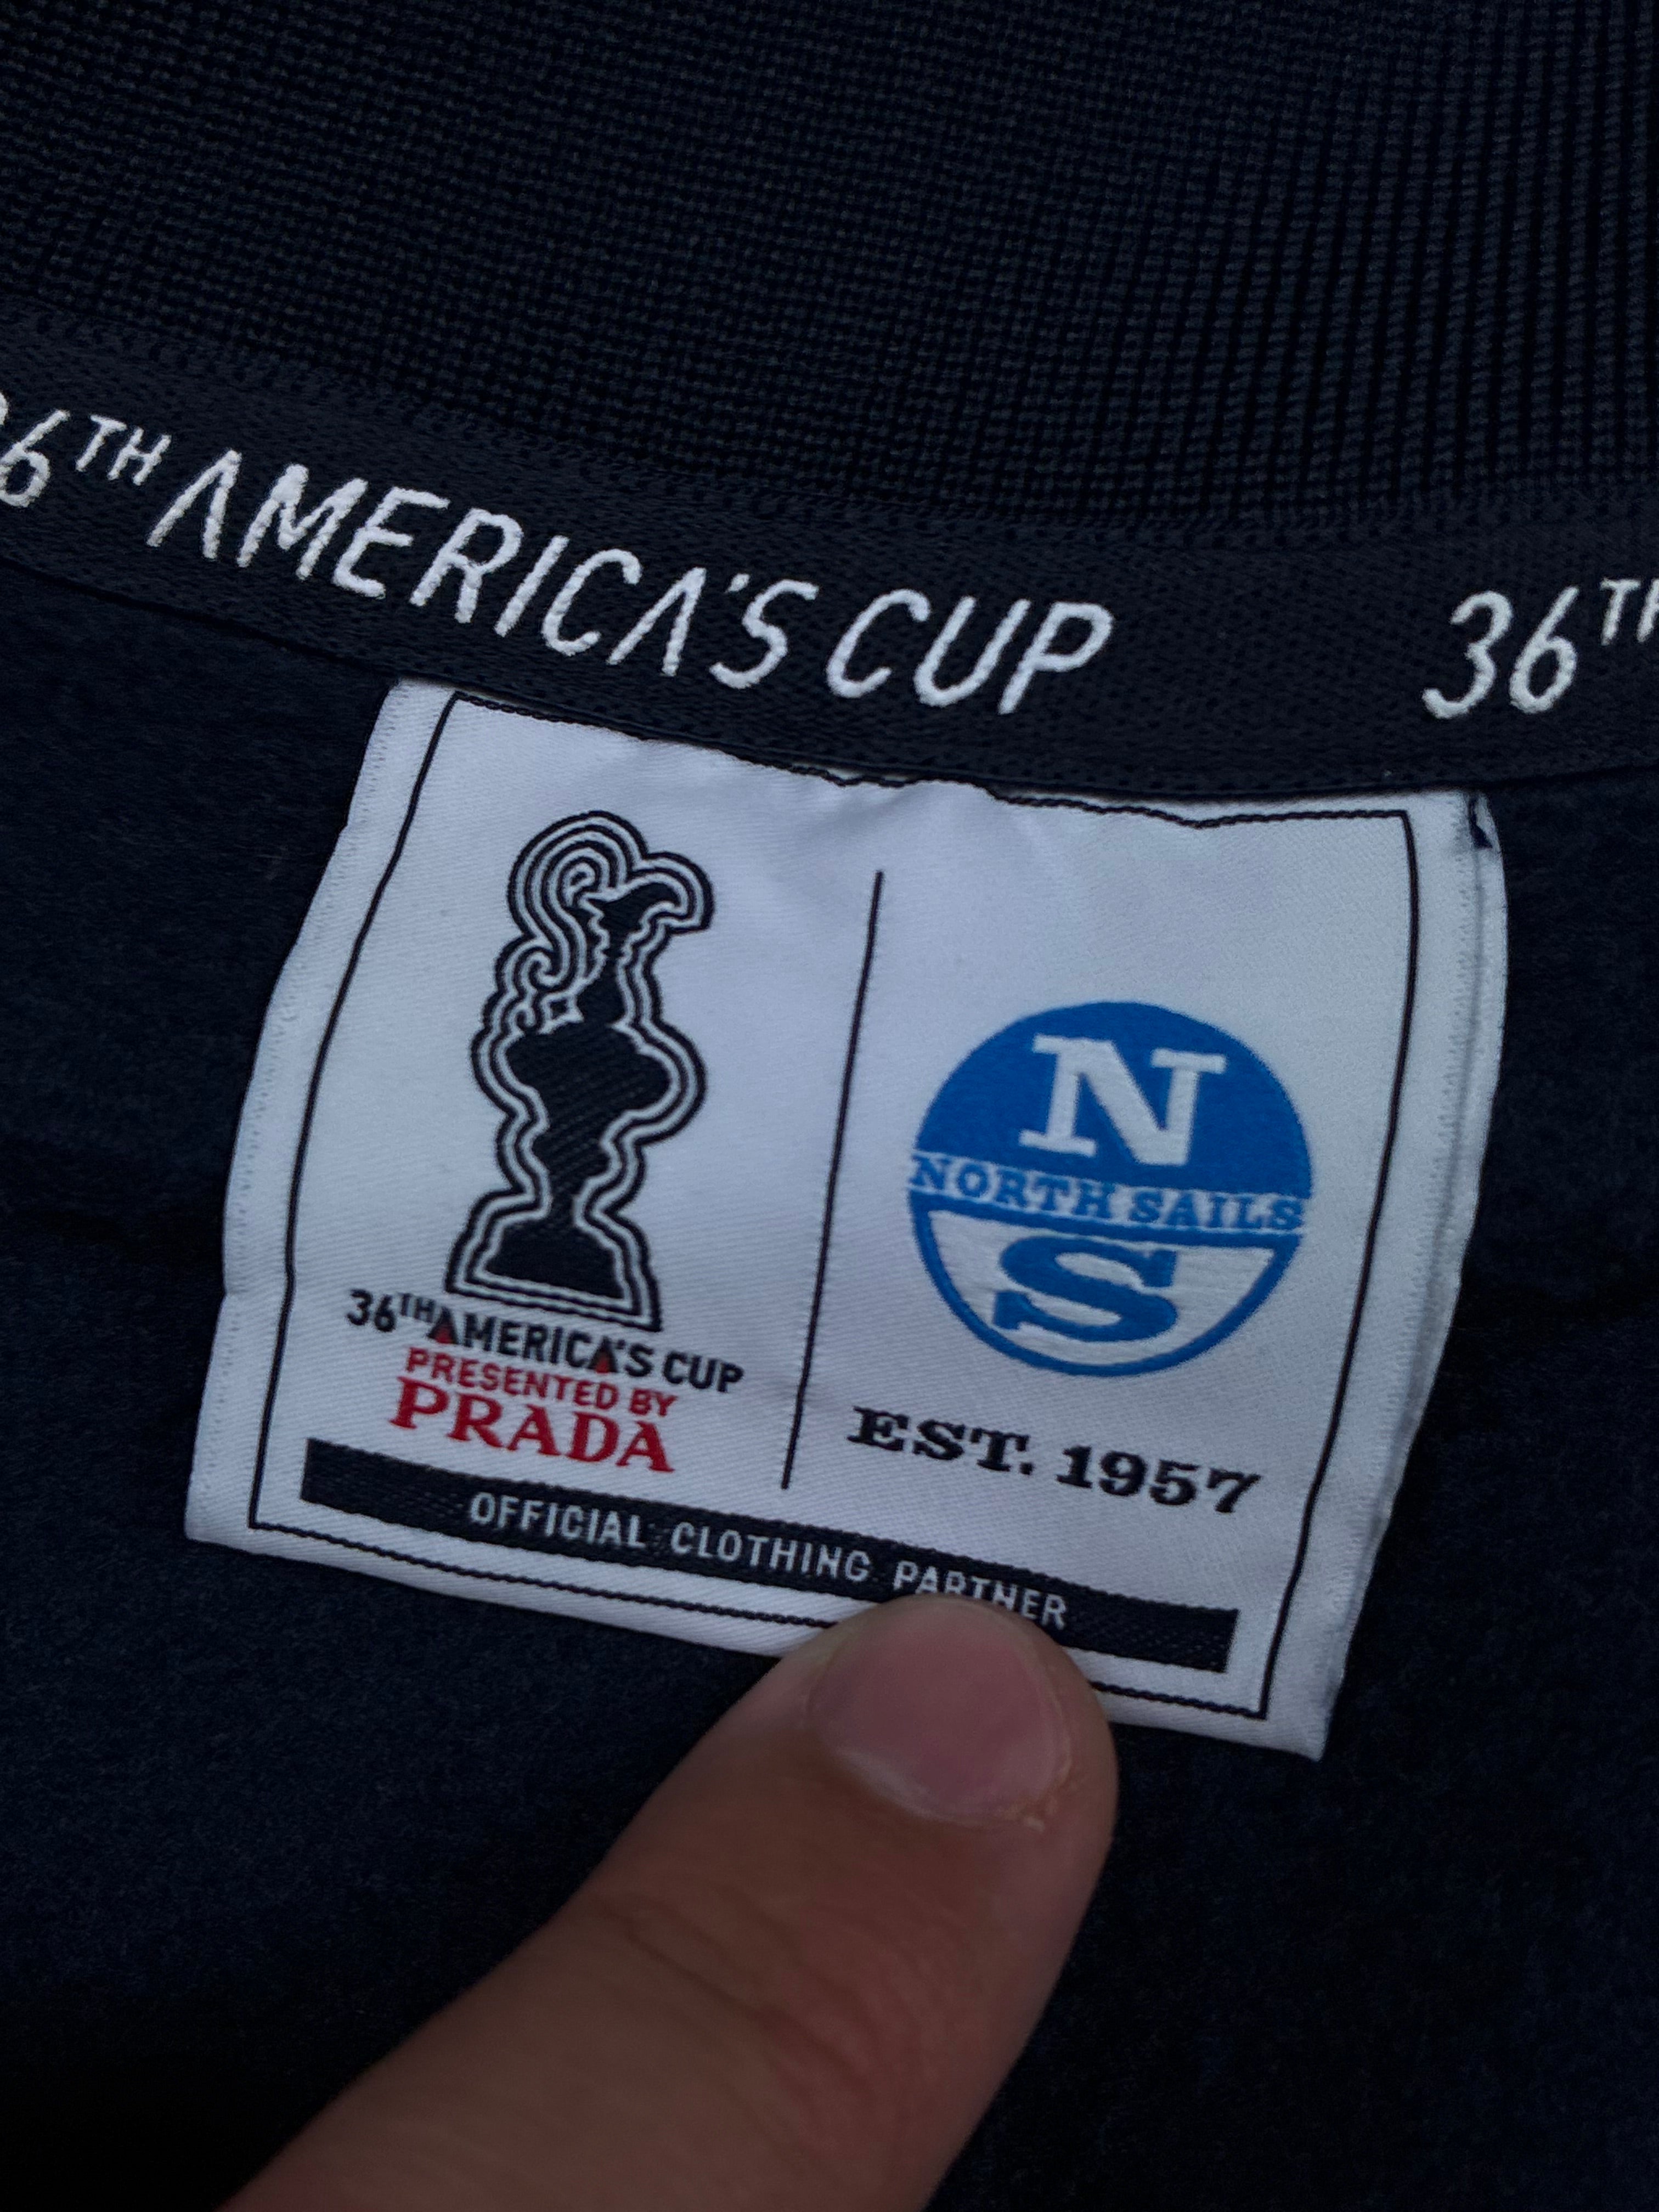 36TH AMERICA'S CUP
36TH
36TH AMERICA'S CUP
PRESENTED BY
PRADA
N
NORTH SAILS
S
EST. 1957
OFFICIAL CLOTHING PARTNER